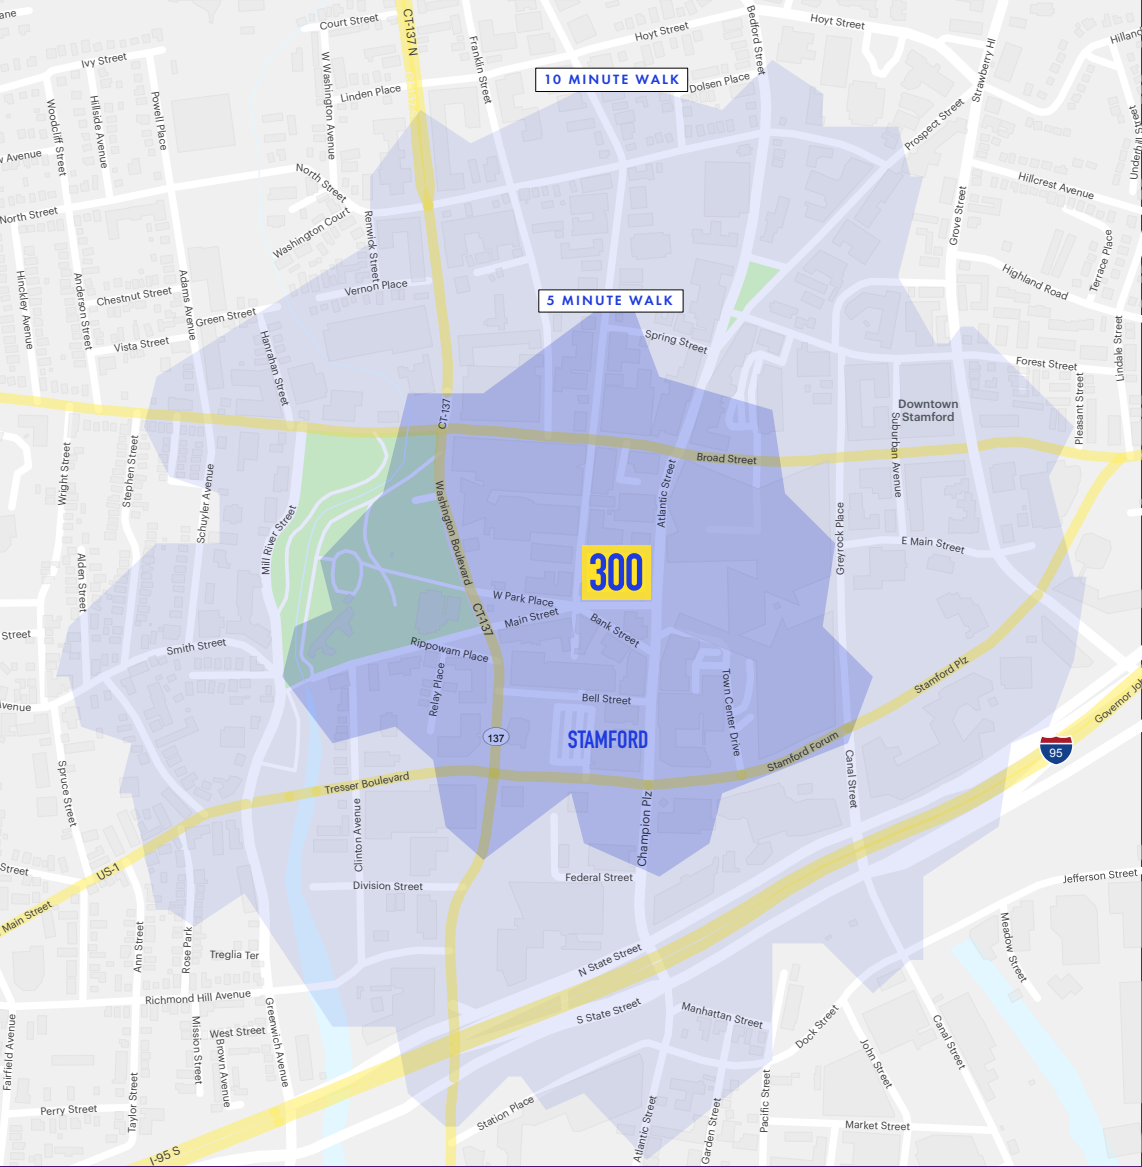 Court Street
CT-137 N
Hoyt Street
Hoyt Street
Bedford Street
Franklin Street
Ivy Street
W Washington Avenue
Linden Place
10 MINUTE WALK
Dolsen Place
Strawberry Hl
Prospect Street
Woodcliff Street
Hillside Avenue
Powell Place
North Street
North Street
Washington Court
Renwick Street
Hillcrest Avenue
Grove Street
Terrace Place
Highland Road
Hinckley Avenue
Anderson Street
Adams Avenue
Chestnut Street
Green Street
Vista Street
Vernon Place
Hanrahan Street
5 MINUTE WALK
Spring Street
Forest Street
Lindale Street
Pleasant Street
Downtown
Stamford
Suburban Avenue
CT-137
Broad Street
Wright Street
Stephen Street
Schuyler Avenue
Mill River Street
Washington Boulevard
Atlantic Street
Greyrock Place
E Main Street
Alden Street
300
W Park Place
Main Street
Bank Street
CT-137
Rippowam Place
Relay Place
Smith Street
Street
Bell Street
Town Center Drive
Stamford Plz
137
STAMFORD
Stamford Forum
95
Tresser Boulevard
Spruce Street
Canal Street
Champion Plz
Clinton Avenue
US-1
Main Street
Division Street
Federal Street
Jefferson Street
Meadow Street
Ann Street
Rose Park
Treglia Ter
N State Street
S State Street
Manhattan Street
Richmond Hill Avenue
Greenwich Avenue
Dock Street
John Street
Canal Street
Fairfield Avenue
Mission Street
West Street
Brown Avenue
Perry Street
Taylor Street
Station Place
Atlantic Street
Garden Street
Pacific Street
Market Street
I-95 S